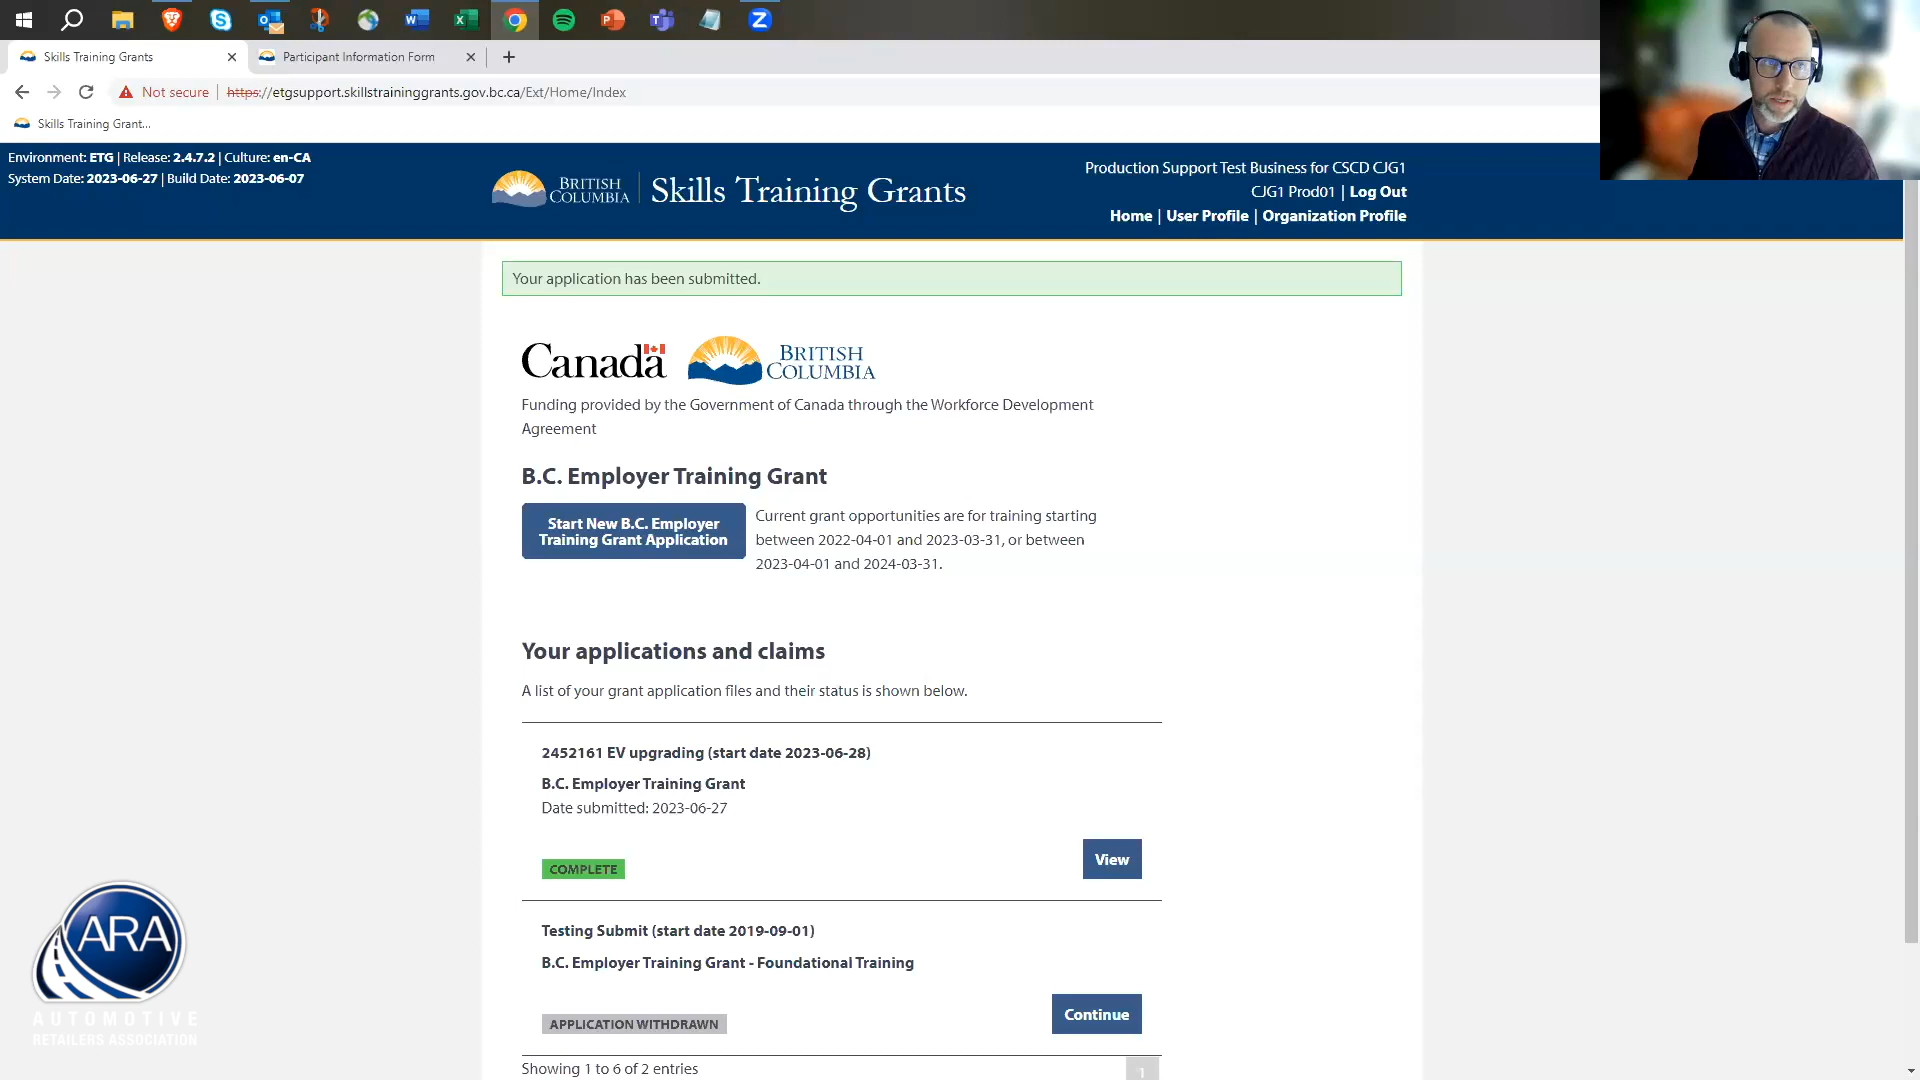 Skills Training Grants
Participant Information Form
Not secure
https://etgsupport.skillstraininggrants.gov.bc.ca/Ext/Home/Index
Skills Training Grant...
Environment: ETG | Release: 2.4.7.2 | Culture: en-CA
System Date: 2023-06-27 | Build Date: 2023-06-07
BRITISH
COLUMBIA
Skills Training Grants
Production Support Test Business for CSCD CJG1
CJG1 Prod01 | Log Out
Home | User Profile | Organization Profile
Your application has been submitted.
Canada
BRITISH
COLUMBIA
Funding provided by the Government of Canada through the Workforce Development
Agreement
B.C. Employer Training Grant
Start New B.C. Employer
Training Grant Application
Current grant opportunities are for training starting
between 2022-04-01 and 2023-03-31, or between
2023-04-01 and 2024-03-31.
Your applications and claims
A list of your grant application files and their status is shown below.
2452161 EV upgrading (start date 2023-06-28)
B.C. Employer Training Grant
Date submitted: 2023-06-27
COMPLETE
View
Testing Submit (start date 2019-09-01)
B.C. Employer Training Grant - Foundational Training
APPLICATION WITHDRAWN
Continue
Showing 1 to 6 of 2 entries
1
ARA
AUTOMOTIVE
RETAILERS ASSOCIATION